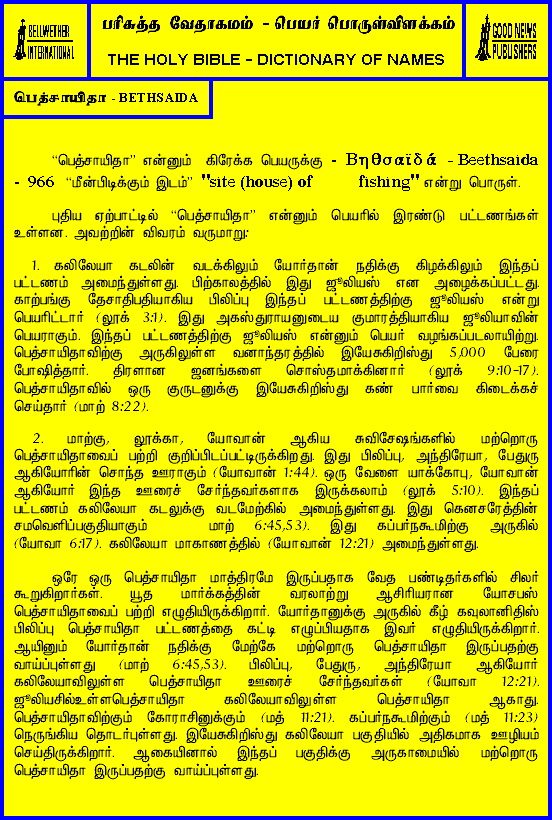 BELLWETHER
INTERNATIONAL
பரிசுத்த வேதாகமம் - பெயர் பொருள்விளக்கம்
THE HOLY BIBLE - DICTIONARY OF NAMES
GOOD NEWS
PUBLISHERS
பெத்சாயிதா - BETHSAIDA
“பெத்சாயிதா” என்னும் கிரேக்க பெயருக்கு - Βηθσαϊδά - Beethsaida
- 966 “மீன்பிடிக்கும் இடம்” "site (house) of fishing" என்று பொருள்.
புதிய ஏற்பாட்டில் “பெத்சாயிதா” என்னும் பெயரில் இரண்டு பட்டணங்கள்
உள்ளன. அவற்றின் விவரம் வருமாறு:
1. கலிலேயா கடலின் வடக்கிலும் யோர்தான் நதிக்கு கிழக்கிலும் இந்தப்
பட்டணம் அமைந்துள்ளது. பிற்காலத்தில் இது ஜுலியஸ் என அழைக்கப்பட்டது.
காற்பங்கு தேசாதிபதியாகிய பிலிப்பு இந்தப் பட்டணத்திற்கு ஜுலியஸ் என்று
பெயரிட்டார் (லூக் 3:1). இது அகஸ்துராயனுடைய குமாரத்தியாகிய ஜுலியாவின்
பெயராகும். இந்தப் பட்டணத்திற்கு ஜுலியஸ் என்னும் பெயர் வழங்கப்படலாயிற்று.
பெத்சாயிதாவிற்கு அருகிலுள்ள வனாந்தரத்தில் இயேசுகிறிஸ்து 5,000 பேரை
போஷித்தார். திரளான ஜனங்களை சொஸ்தமாக்கினார் (லூக் 9:10-17).
பெத்சாயிதாவில் ஒரு குருடனுக்கு இயேசுகிறிஸ்து கண் பார்வை கிடைக்கச்
செய்தார் (மாற் 8:22).
2. மாற்கு, லூக்கா, யோவான் ஆகிய சுவிசேஷங்களில் மற்றொரு
பெத்சாயிதாவைப் பற்றி குறிப்பிடப்பட்டிருக்கிறது. இது பிலிப்பு, அந்திரேயா, பேதுரு
ஆகியோரின் சொந்த ஊராகும் (யோவான் 1:44). ஒரு வேளை யாக்கோபு, யோவான்
ஆகியோர் இந்த ஊரைச் சேர்ந்தவர்களாக இருக்கலாம் (லூக் 5:10). இந்தப்
பட்டணம் கலிலேயா கடலுக்கு வடமேற்கில் அமைந்துள்ளது. இது கெனசரேத்தின்
சமவெளிப்பகுதியாகும் மாற் 6:45,53). இது கப்பர்நகூமிற்கு அருகில்
(யோவா 6:17). கலிலேயா மாகாணத்தில் (யோவான் 12:21) அமைந்துள்ளது.
ஒரே ஒரு பெத்சாயிதா மாத்திரமே இருப்பதாக வேத பண்டிதர்களில் சிலர்
கூறுகிறார்கள். யூத மார்க்கத்தின் வரலாற்று ஆசிரியரான யோசபஸ்
பெத்சாயிதாவைப் பற்றி எழுதியிருக்கிறார். யோர்தானுக்கு அருகில் கீழ் கவுலானிதிஸ்
பிலிப்பு பெத்சாயிதா பட்டணத்தை கட்டி எழுப்பியதாக இவர் எழுதியிருக்கிறார்.
ஆயினும் யோர்தான் நதிக்கு மேற்கே மற்றொரு பெத்சாயிதா இருப்பதற்கு
வாய்ப்புள்ளது (மாற் 6:45,53). பிலிப்பு, பேதுரு, அந்திரேயா ஆகியோர்
கலிலேயாவிலுள்ள பெத்சாயிதா ஊரைச் சேர்ந்தவர்கள் (யோவா 12:21).
ஜுலியசில்உள்ளபெத்சாயிதா கலிலேயாவிலுள்ள பெத்சாயிதா ஆகாது.
பெத்சாயிதாவிற்கும் கோராசினுக்கும் (மத் 11:21). கப்பர்நகூமிற்கும் (மத் 11:23)
நெருங்கிய தொடர்புள்ளது. இயேசுகிறிஸ்து கலிலேயா பகுதியில் அதிகமாக ஊழியம்
செய்திருக்கிறார். ஆகையினால் இந்தப் பகுதிக்கு அருகாமையில் மற்றொரு
பெத்சாயிதா இருப்பதற்கு வாய்ப்புள்ளது.